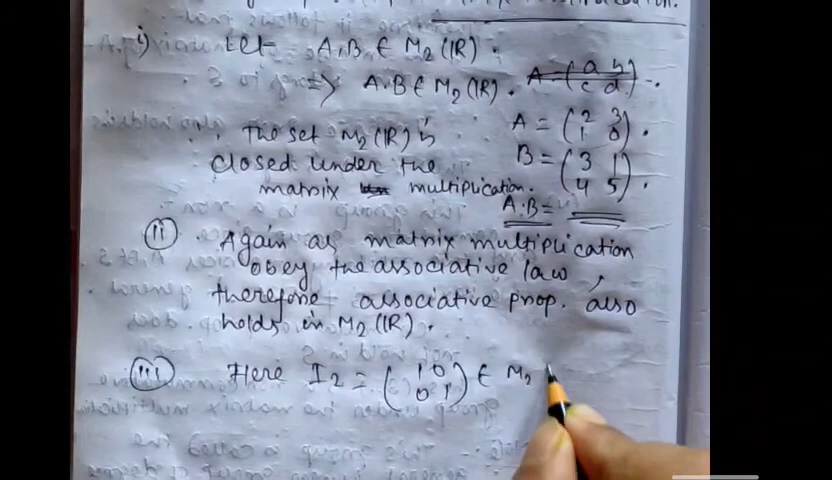 i) Let A,B ∈ M₂(IR).
=> A.B ∈ M₂(IR). A = (a b
c d).
∴ The set M₂(IR) is
closed under the
matrix multiplication.
A = (2 3
1 0).
B = (3 1
4 5).
A.B =
(ii) Again as matrix multiplication
obey the associative law,
therefore associative prop. also
holds in M₂(IR).
(iii) Here I₂ = (1 0
0 1) ∈ M₂